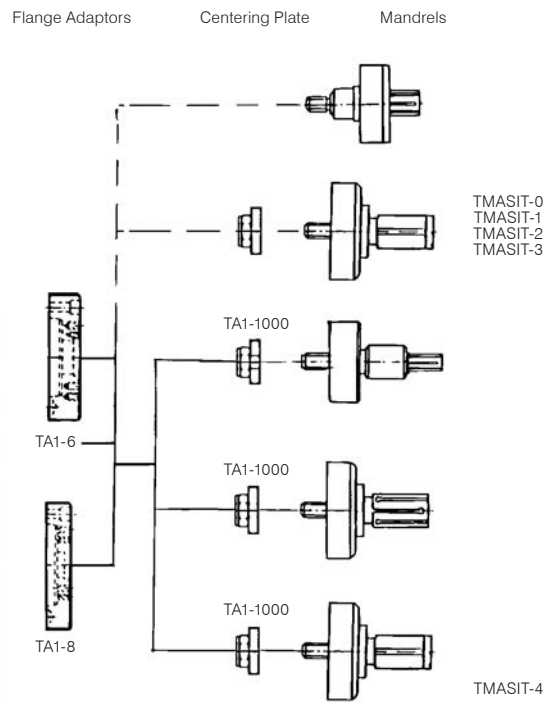 Flange Adaptors Centering Plate Mandrels
TMASIT-0
TMASIT-1
TMASIT-2
TMASIT-3
TA1-1000
TA1-6
TA1-1000
TA1-1000
TA1-8
TMASIT-4